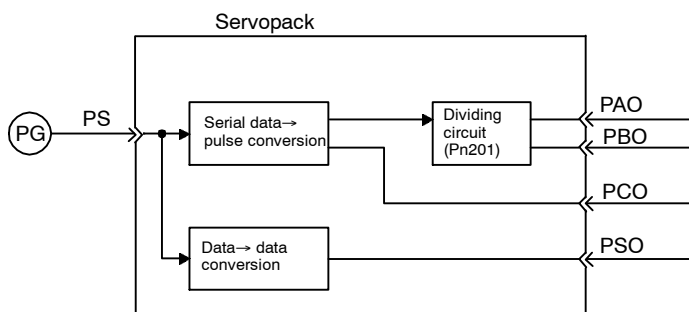 Servopack
PG
PS
Serial data→
pulse conversion
Dividing
circuit
(Pn201)
PAO
PBO
PCO
Data→ data
conversion
PSO